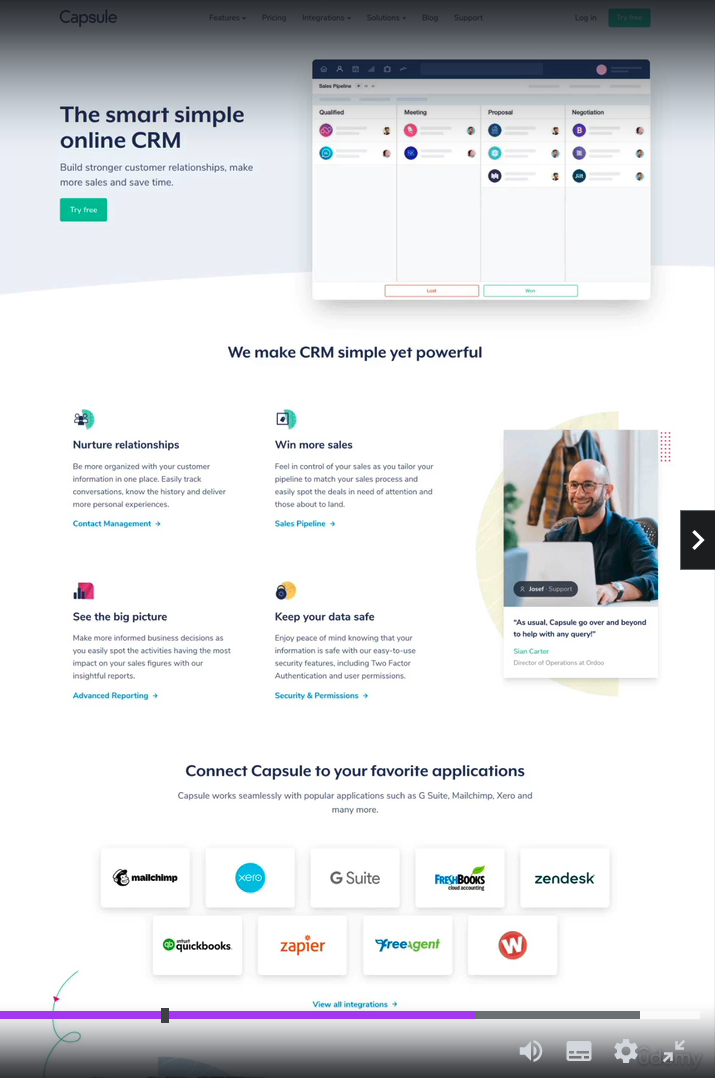 Capsule
Features
Pricing
Integrations
Solutions
Blog
Support
Log in
Try free
The smart simple
online CRM
Build stronger customer relationships, make
more sales and save time.
Try free
Sales Pipeline
Qualified
Meeting
Proposal
Negotiation
Lost
Won
We make CRM simple yet powerful
Nurture relationships
Be more organized with your customer
information in one place. Easily track
conversations, know the history and deliver
more personal experiences.
Contact Management →
Win more sales
Feel in control of your sales as you tailor your
pipeline to match your sales process and
easily spot the deals in need of attention and
those about to land.
Sales Pipeline →
See the big picture
Make more informed business decisions as
you easily spot the activities having the most
impact on your sales figures with our
insightful reports.
Advanced Reporting →
Keep your data safe
Enjoy peace of mind knowing that your
information is safe with our easy-to-use
security features, including Two Factor
Authentication and user permissions.
Security & Permissions →
Josef · Support
“As usual, Capsule go over and beyond
to help with any query!”
Sian Carter
Director of Operations at Ordoo
Connect Capsule to your favorite applications
Capsule works seamlessly with popular applications such as G Suite, Mailchimp, Xero and
many more.
mailchimp
xero
G Suite
FRESHBOOKS
cloud accounting
zendesk
qb
intuit
quickbooks.
zapier
freeagent
W
View all integrations →
ûdemy